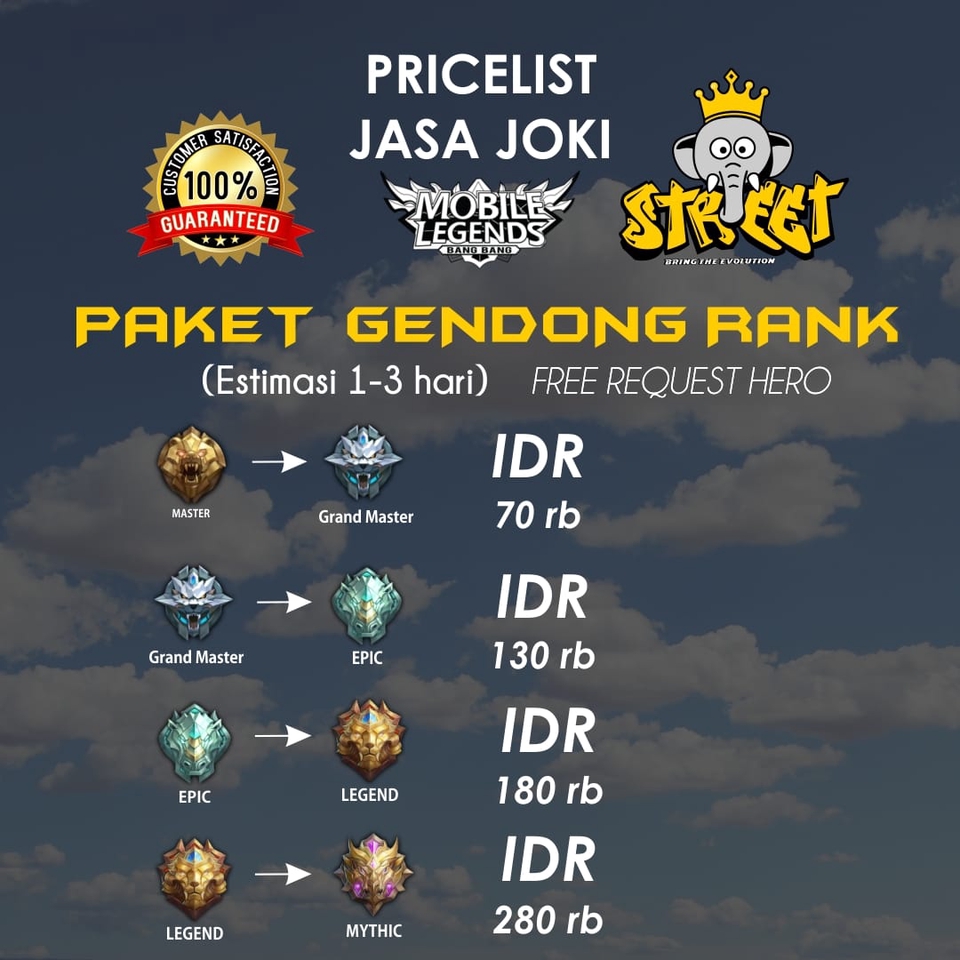 PRICELIST
JASA JOKI
CUSTOMER SATISFACTION
100%
GUARANTEED
MOBILE
LEGENDS
BANG BANG
STREET
BRING THE EVOLUTION
PAKET GENDONG RANK
(Estimasi 1-3 hari) FREE REQUEST HERO
MASTER
Grand Master
IDR
70 rb
Grand Master
EPIC
IDR
130 rb
EPIC
LEGEND
IDR
180 rb
LEGEND
MYTHIC
IDR
280 rb